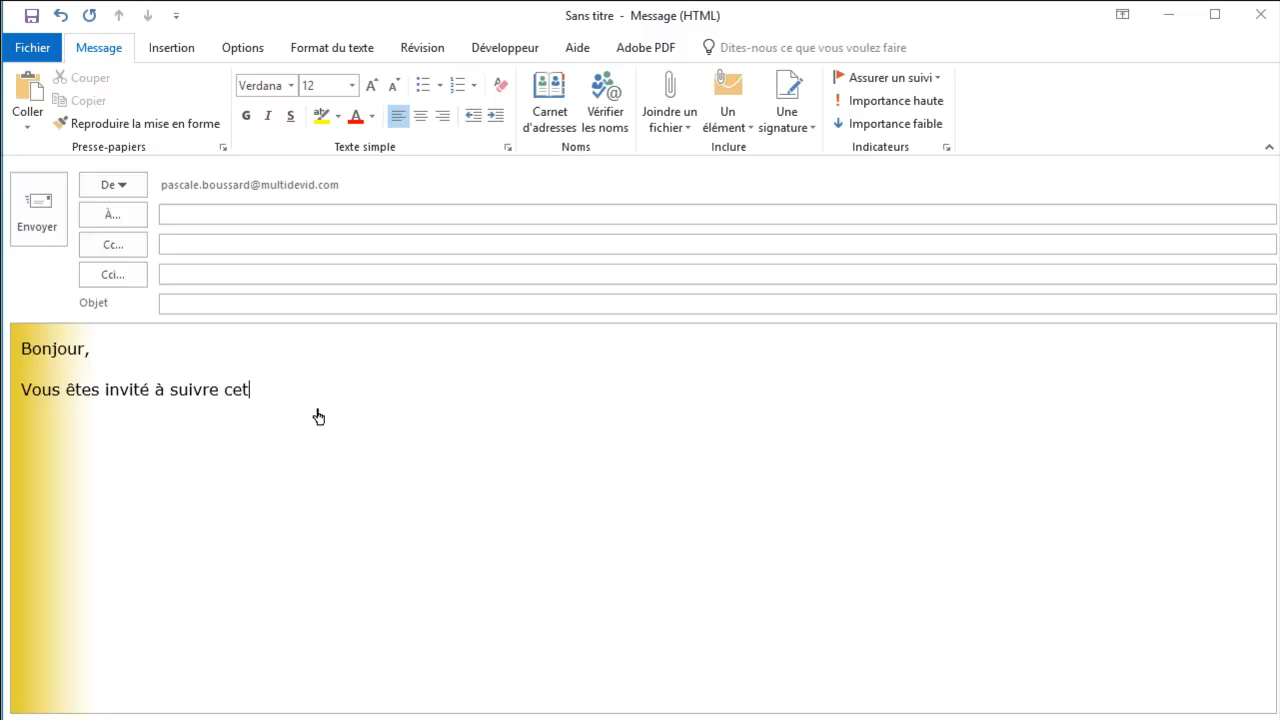 Sans titre - Message (HTML)
Fichier Message Insertion Options Format du texte Révision Développeur Aide Adobe PDF Dites-nous ce que vous voulez faire
Coller
Couper
Copier
Reproduire la mise en forme
Presse-papiers
Verdana 12
G I S
Texte simple
Carnet d'adresses
Vérifier les noms
Noms
Joindre un fichier
Un élément
Une signature
Inclure
Assurer un suivi
Importance haute
Importance faible
Indicateurs
Envoyer
De pascale.boussard@multidevid.com
À...
Cc...
Cci...
Objet
Bonjour,
Vous êtes invité à suivre cet